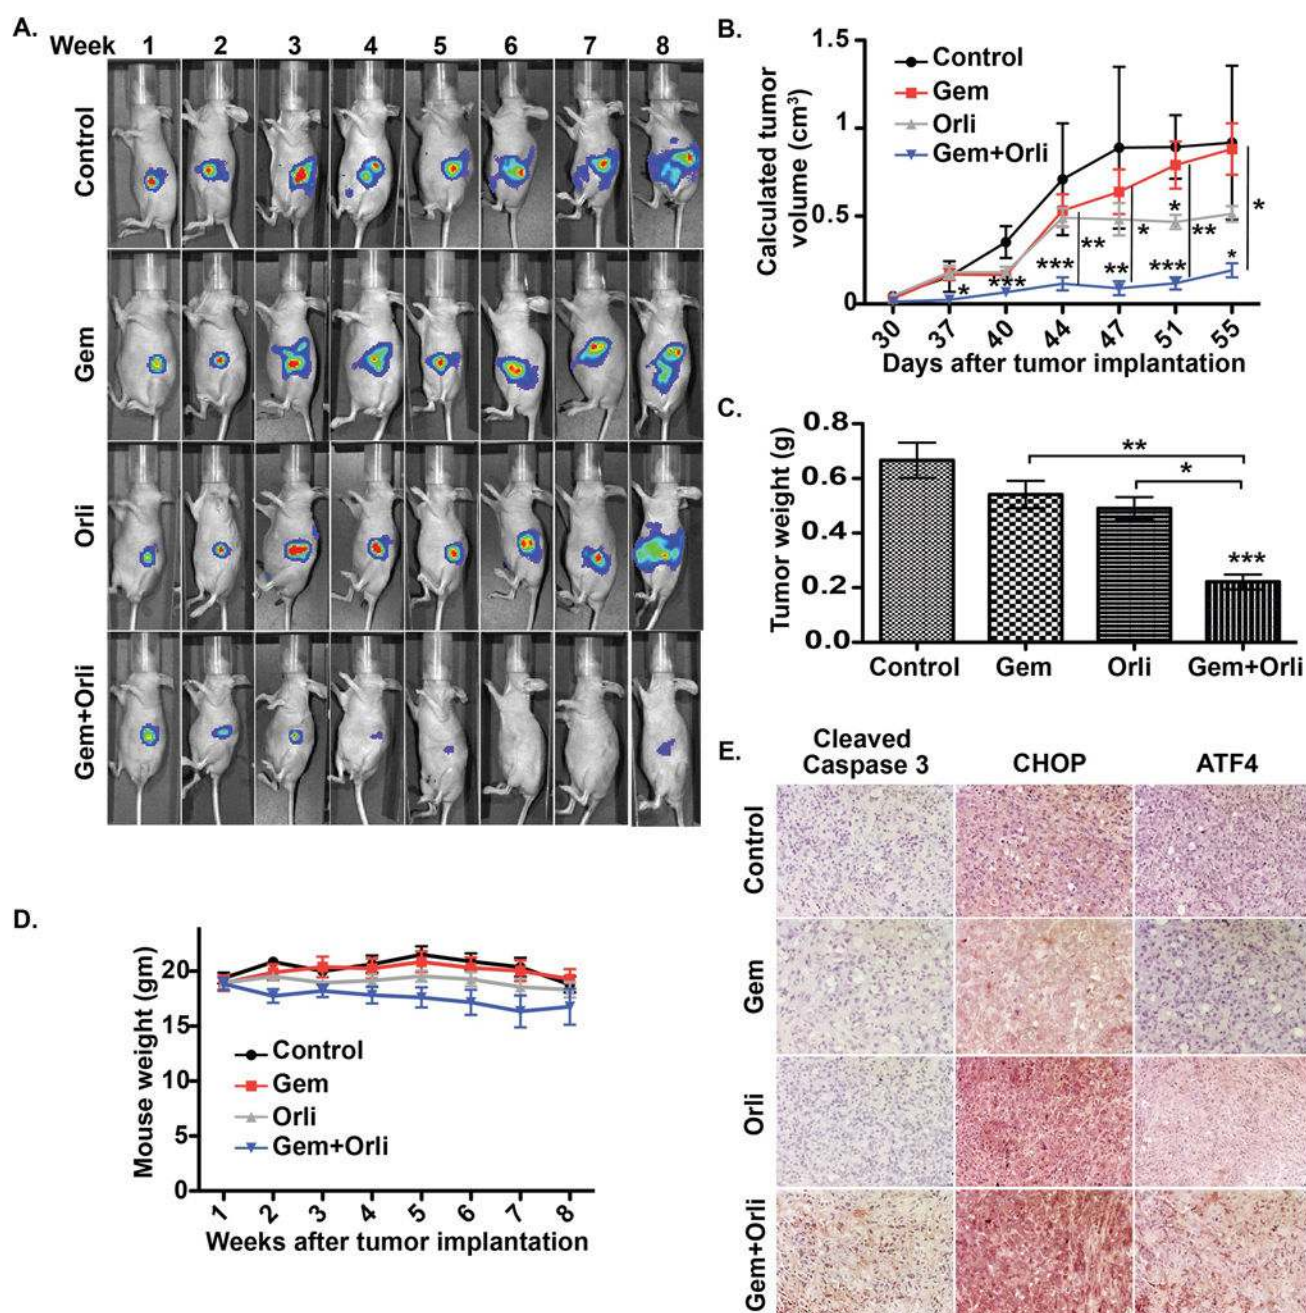 A.
Week 1 2 3 4 5 6 7 8
Control
Gem
Orli
Gem+Orli
B.
Calculated tumor
volume (cm³)
1.5
1
0.5
0
Control
Gem
Orli
Gem+Orli
*
***
***
**
**
*
*
***
**
*
*
30 37 40 44 47 51 55
Days after tumor implantation
C.
Tumor weight (g)
0.8
0.6
0.4
0.2
0.0
**
*
***
Control Gem Orli Gem+Orli
D.
Mouse weight (gm)
20
15
10
5
0
Control
Gem
Orli
Gem+Orli
1 2 3 4 5 6 7 8
Weeks after tumor implantation
E.
Cleaved
Caspase 3 CHOP ATF4
Control
Gem
Orli
Gem+Orli